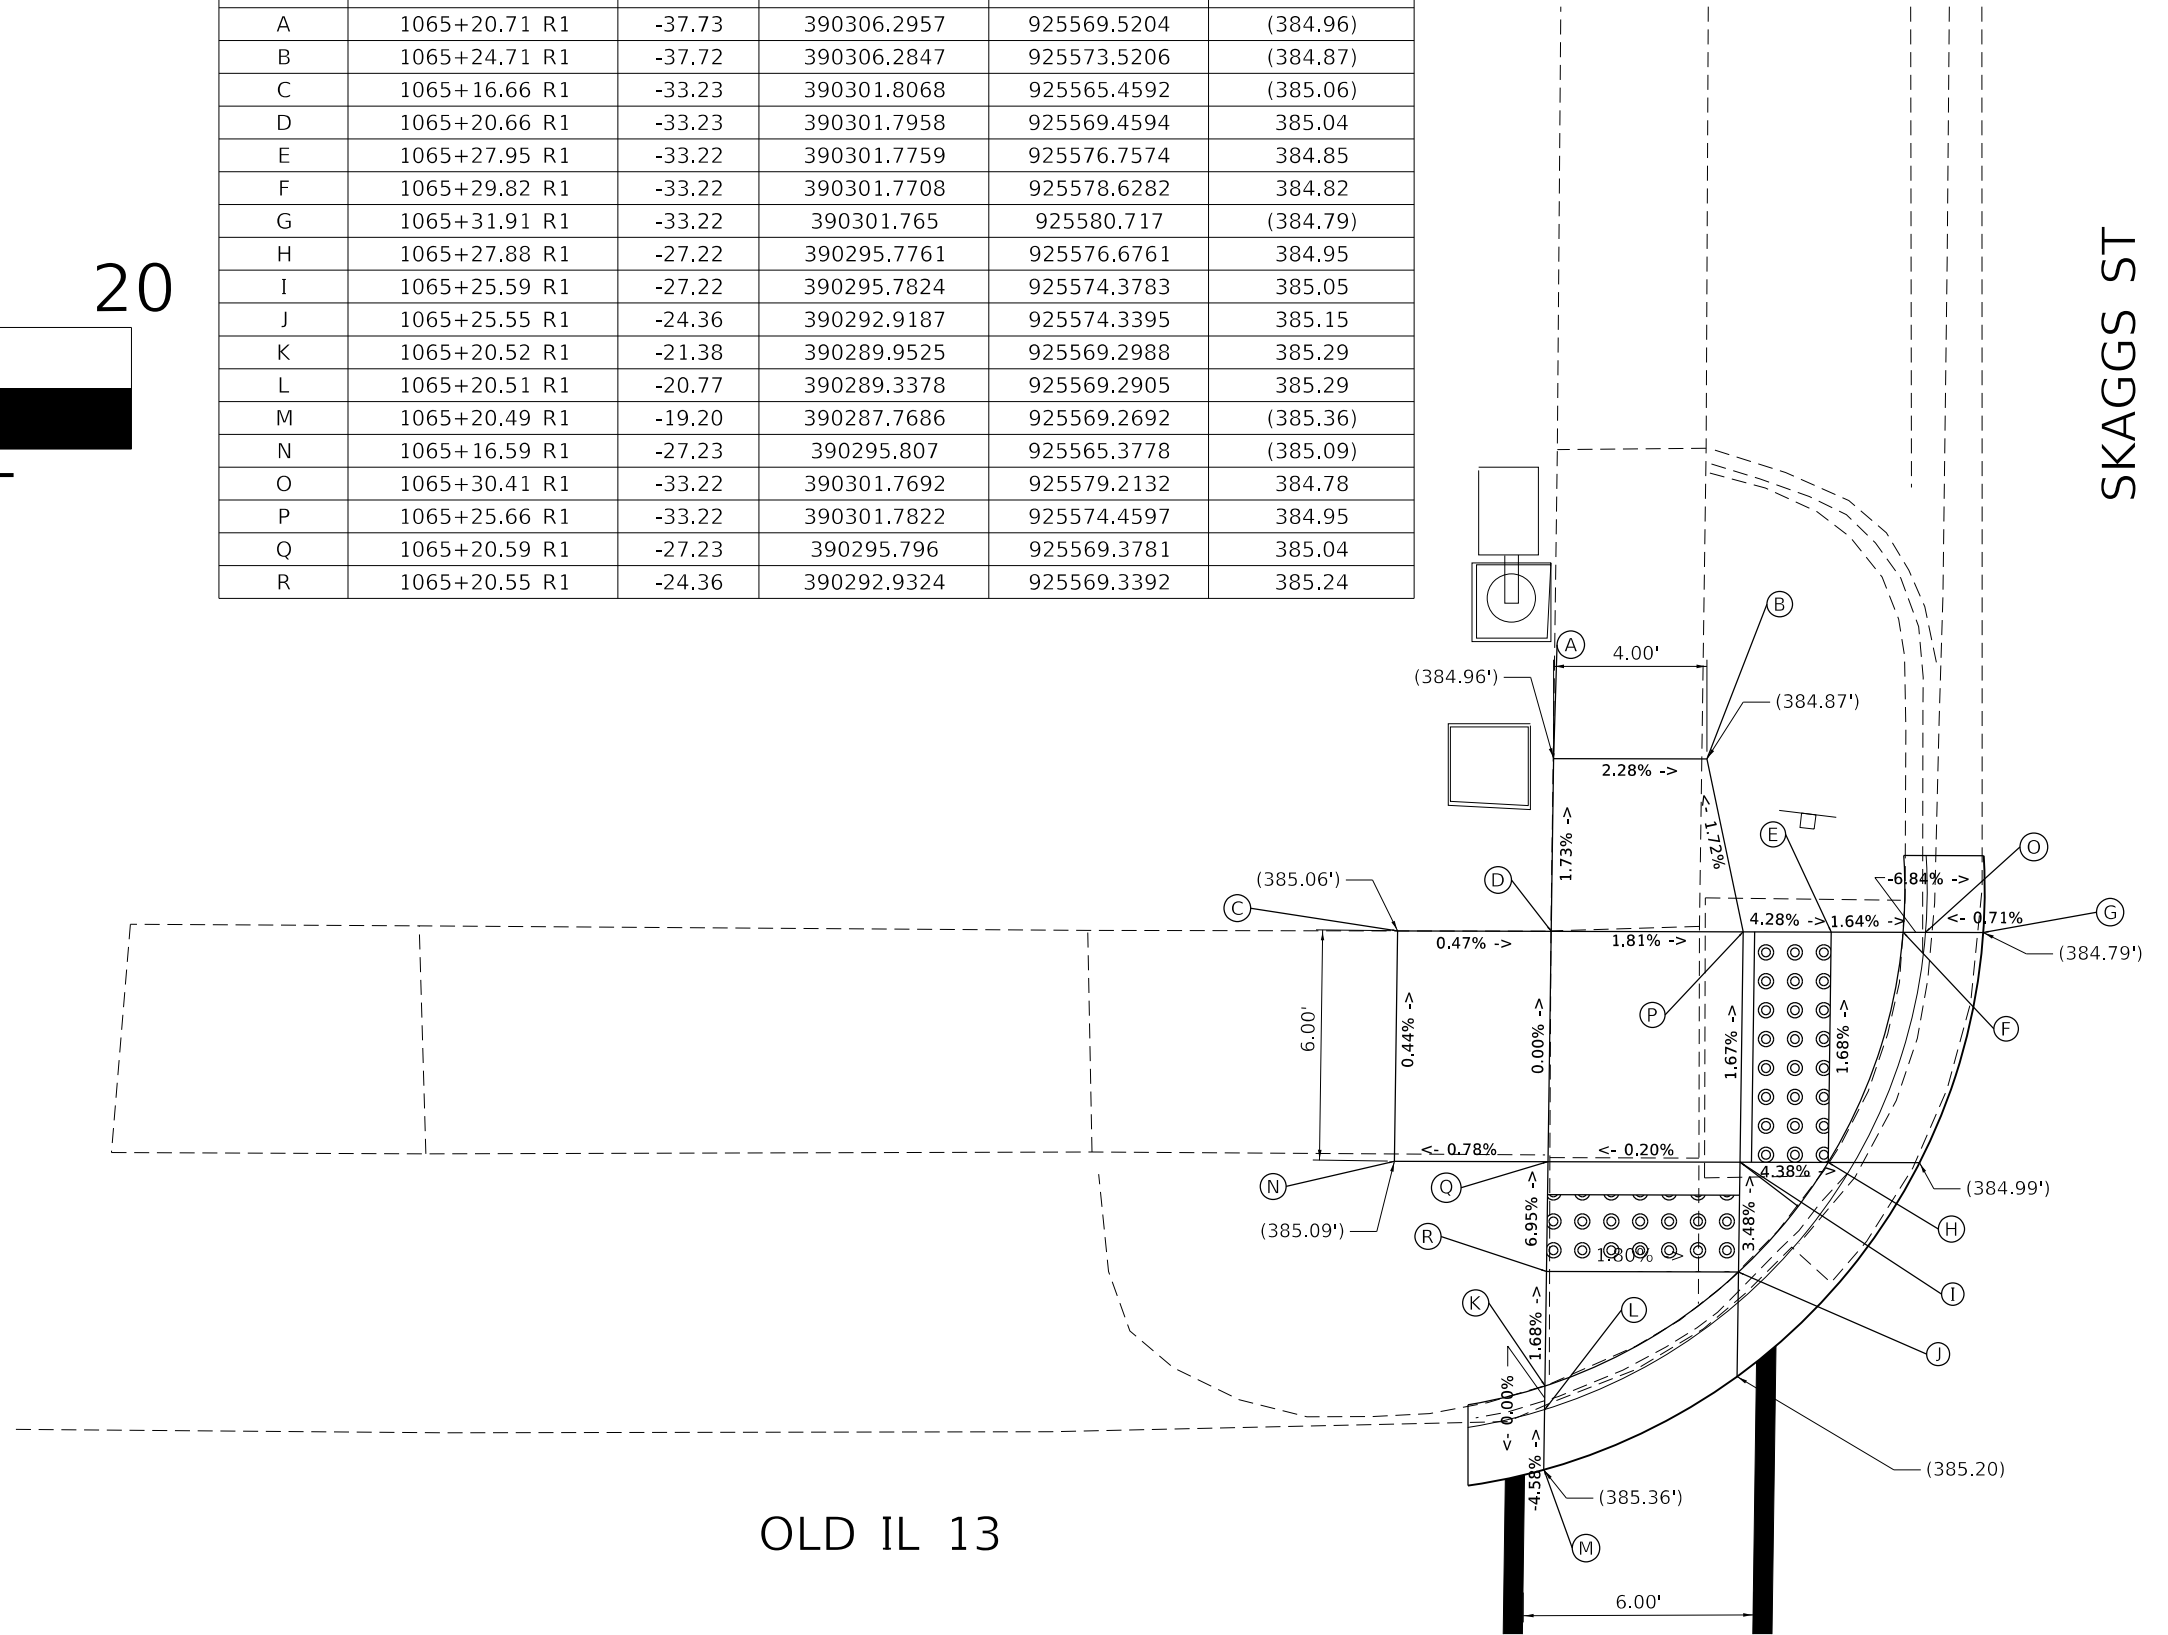 A 1065+20.71 R1 -37.73 390306.2957 925569.5204 (384.96)
B 1065+24.71 R1 -37.72 390306.2847 925573.5206 (384.87)
C 1065+16.66 R1 -33.23 390301.8068 925565.4592 (385.06)
D 1065+20.66 R1 -33.23 390301.7958 925569.4594 385.04
E 1065+27.95 R1 -33.22 390301.7759 925576.7574 384.85
F 1065+29.82 R1 -33.22 390301.7708 925578.6282 384.82
G 1065+31.91 R1 -33.22 390301.765 925580.717 (384.79)
H 1065+27.88 R1 -27.22 390295.7761 925576.6761 384.95
I 1065+25.59 R1 -27.22 390295.7824 925574.3783 385.05
J 1065+25.55 R1 -24.36 390292.9187 925574.3395 385.15
K 1065+20.52 R1 -21.38 390289.9525 925569.2988 385.29
L 1065+20.51 R1 -20.77 390289.3378 925569.2905 385.29
M 1065+20.49 R1 -19.20 390287.7686 925569.2692 (385.36)
N 1065+16.59 R1 -27.23 390295.807 925565.3778 (385.09)
O 1065+30.41 R1 -33.22 390301.7692 925579.2132 384.78
P 1065+25.66 R1 -33.22 390301.7822 925574.4597 384.95
Q 1065+20.59 R1 -27.23 390295.796 925569.3781 385.04
R 1065+20.55 R1 -24.36 390292.9324 925569.3392 385.24
20
SKAGGS ST
B
A
4.00'
(384.96')
(384.87')
2.28% ->
1.73% ->
<- 1.72%
E
O
(385.06')
D
-6.84% ->
C
4.28% ->
1.64% ->
<- 0.71%
G
0.47% ->
1.81% ->
(384.79')
6.00'
0.44% ->
0.00% ->
P
1.67% ->
1.68% ->
F
<- 0.78%
<- 0.20%
4.38% ->
N
Q
(384.99')
(385.09')
6.95% ->
3.48% ->
H
R
1.80% ->
I
K
L
1.68% ->
J
<- 0.00%
-4.58% ->
(385.20)
(385.36')
OLD IL 13
M
6.00'